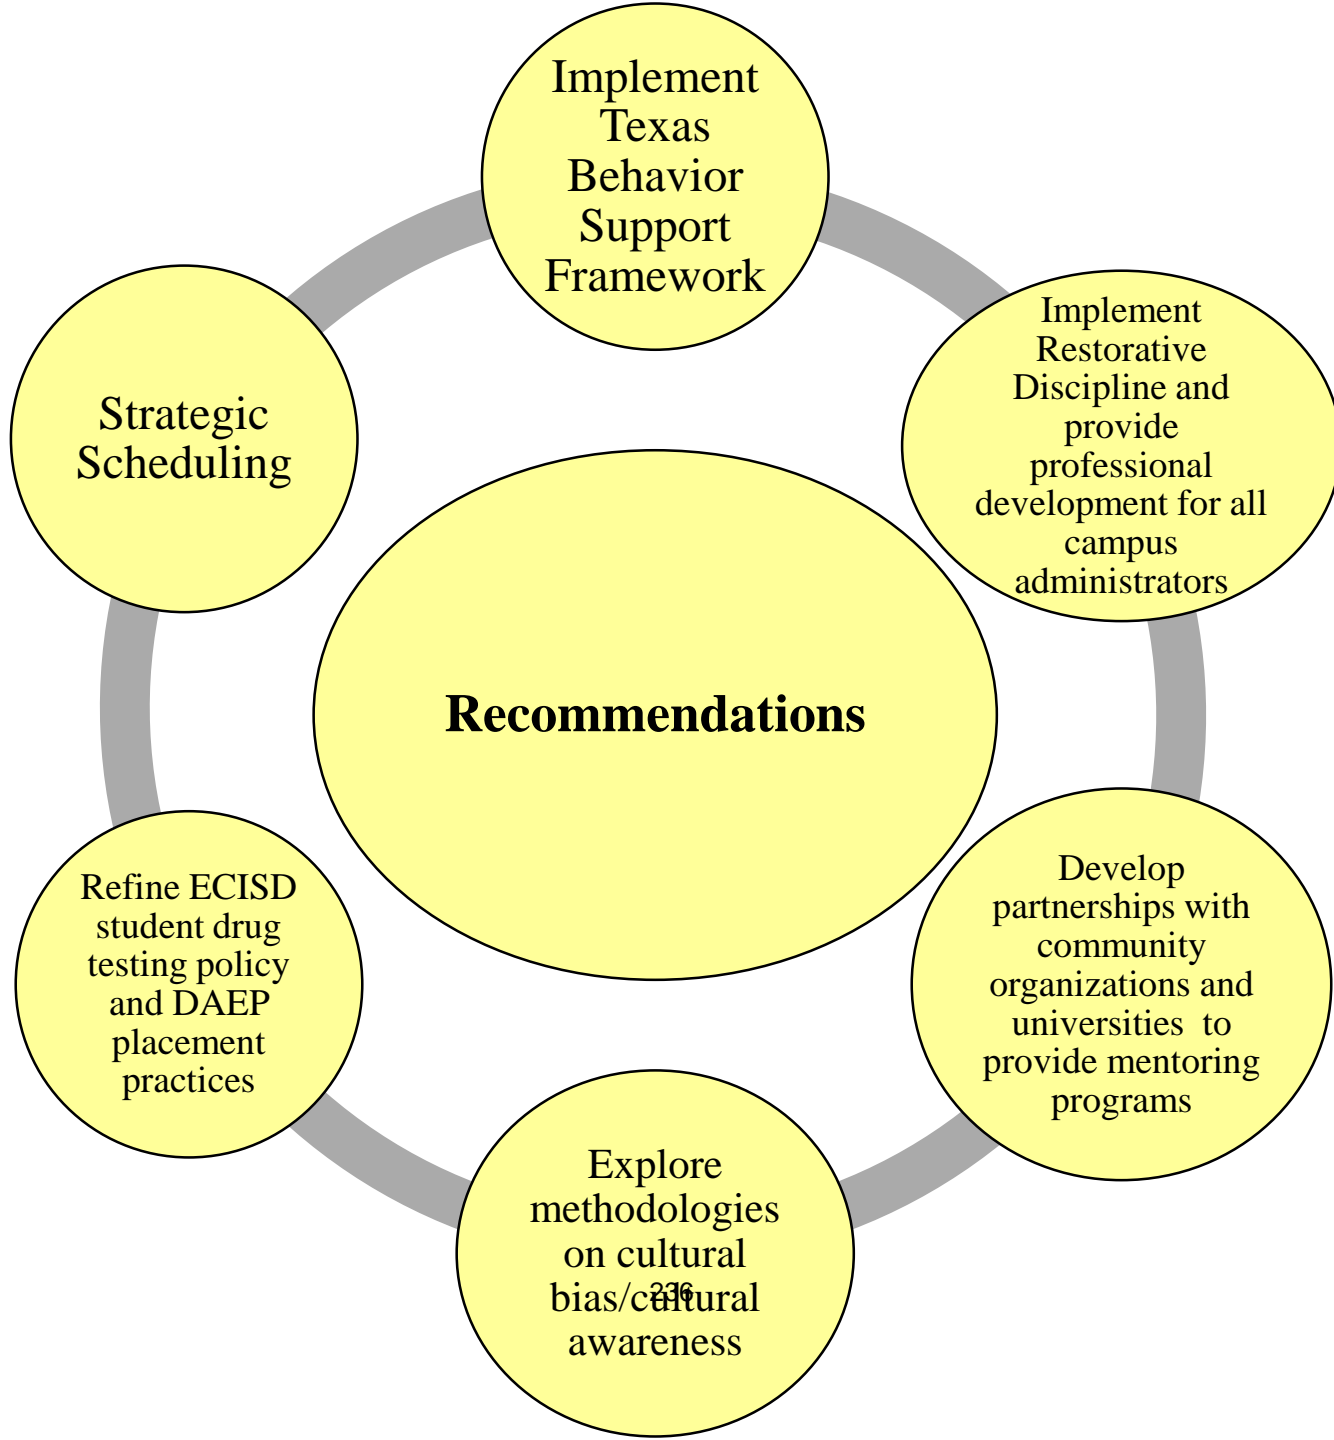 Implement
Texas
Behavior
Support
Framework
Implement
Restorative
Discipline and
provide
professional
development for all
campus
administrators
Develop
partnerships with
community
organizations and
universities to
provide mentoring
programs
Explore
methodologies
on cultural
bias/cultural
awareness
236
Refine ECISD
student drug
testing policy
and DAEP
placement
practices
Strategic
Scheduling
Recommendations